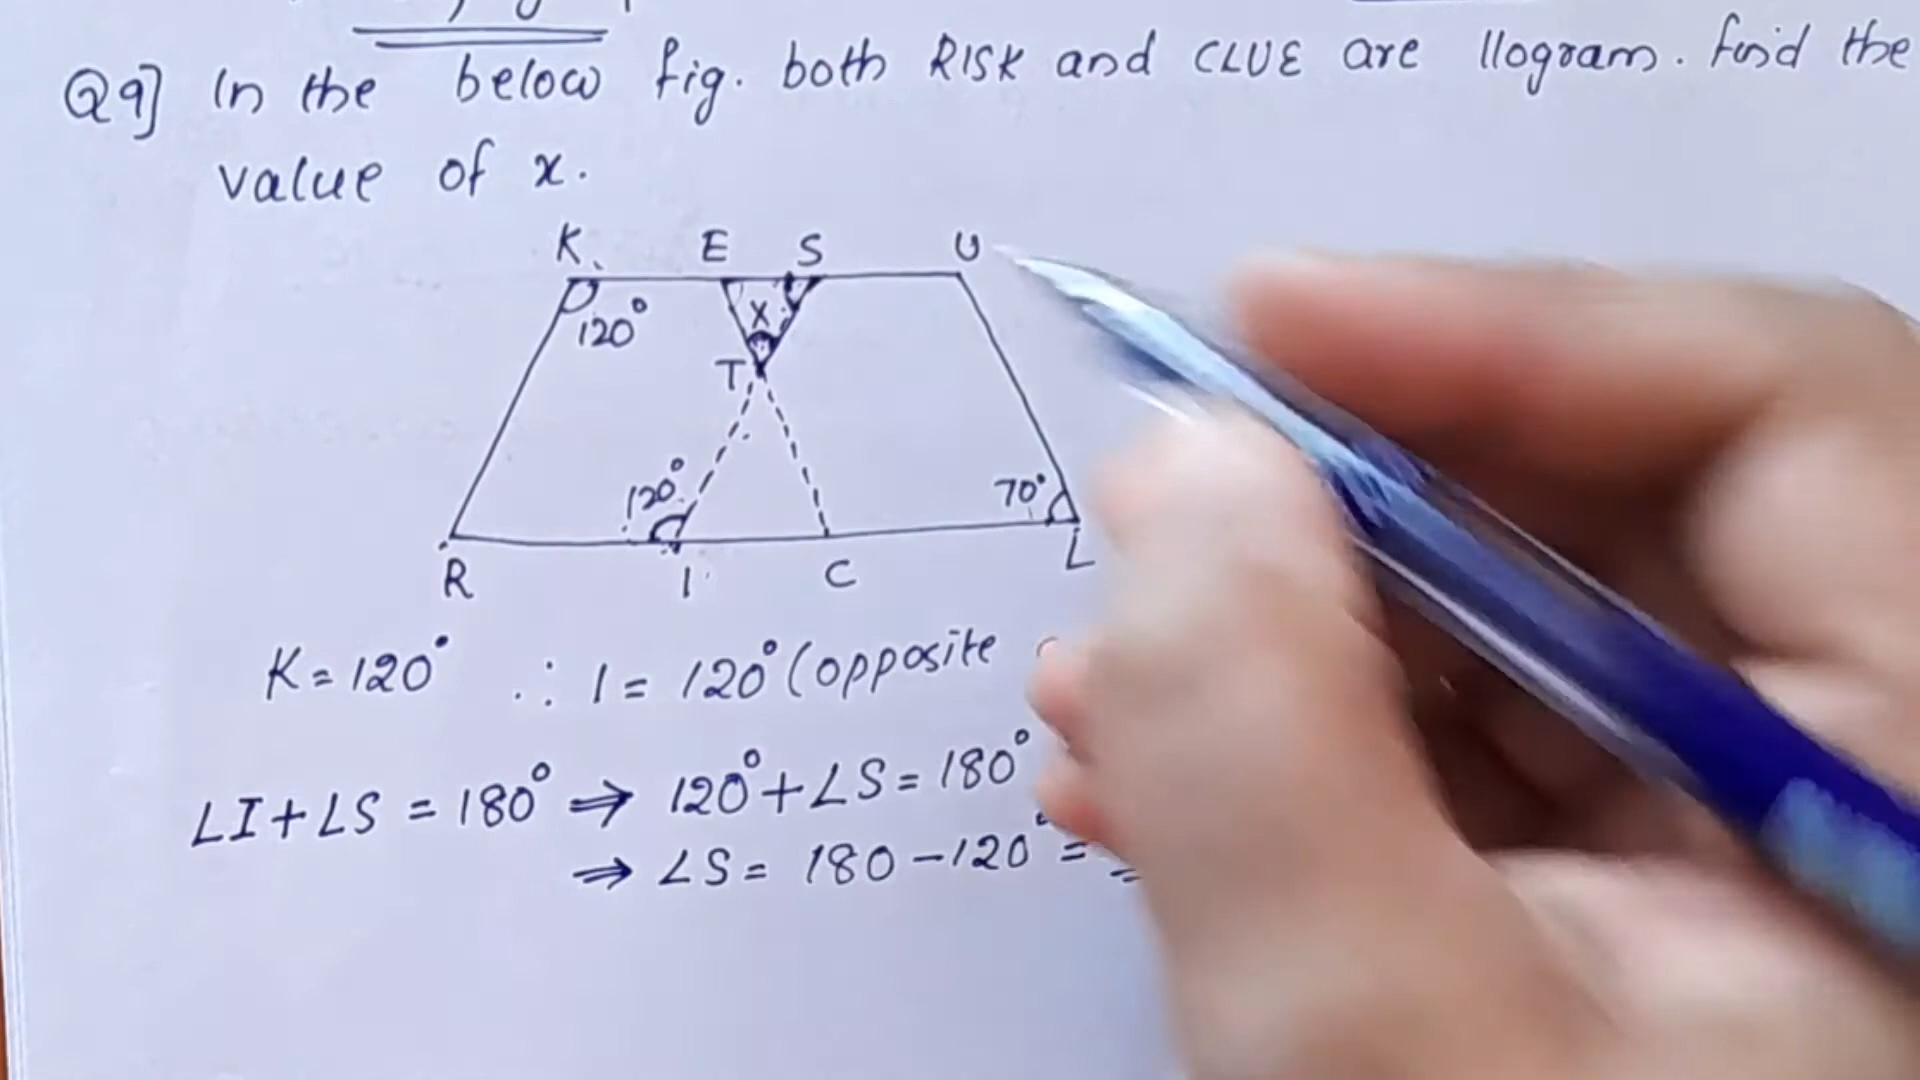 Q9] In the below fig. both RISK and CLUE are llogram. find the
value of x.
K E S U
120° x
T
120° 70°
R I C L
K = 120° ∴ I = 120° (opposite
∠I + ∠S = 180° ⇒ 120° + ∠S = 180°
⇒ ∠S = 180 - 120° =